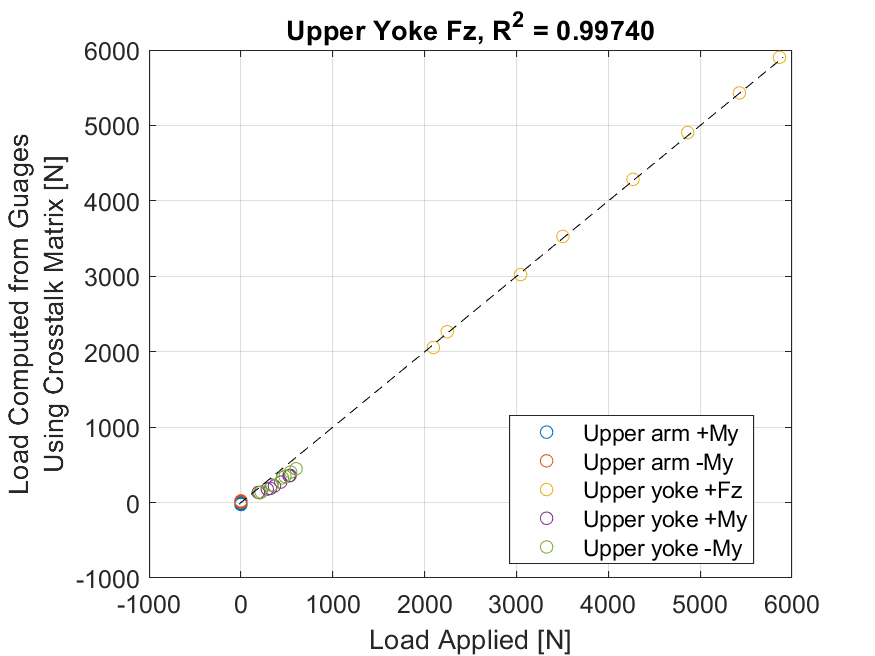 Upper Yoke Fz, R² = 0.99740
6000
5000
4000
3000
2000
1000
0
-1000
-1000
0
1000
2000
3000
4000
5000
6000
Load Computed from Guages
Using Crosstalk Matrix [N]
Load Applied [N]
Upper arm +My
Upper arm -My
Upper yoke +Fz
Upper yoke +My
Upper yoke -My